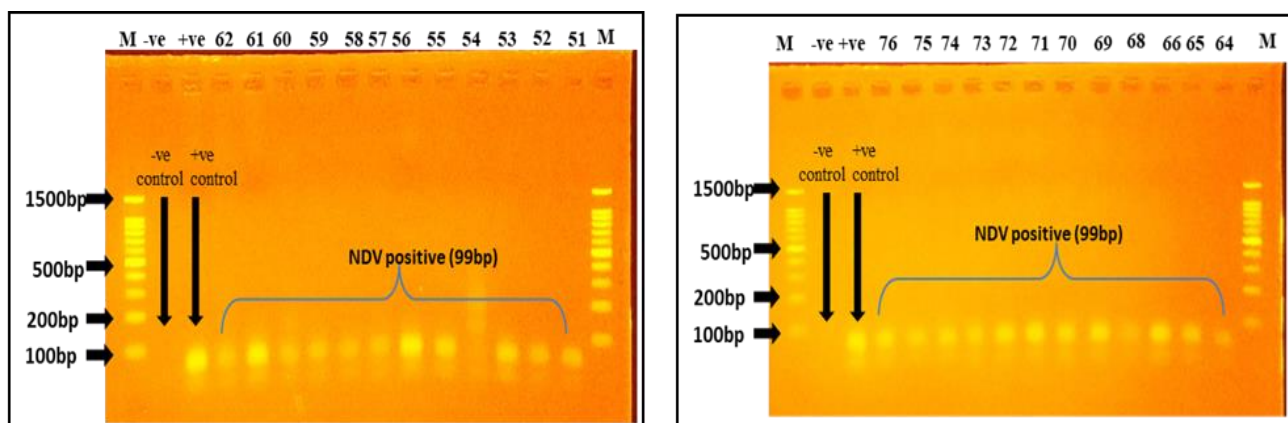 M -ve +ve 62 61 60 59 58 57 56 55 54 53 52 51 M
-ve control
+ve control
1500bp
500bp
200bp
100bp
NDV positive (99bp)
M -ve +ve 76 75 74 73 72 71 70 69 68 66 65 64 M
-ve control
+ve control
1500bp
500bp
200bp
100bp
NDV positive (99bp)